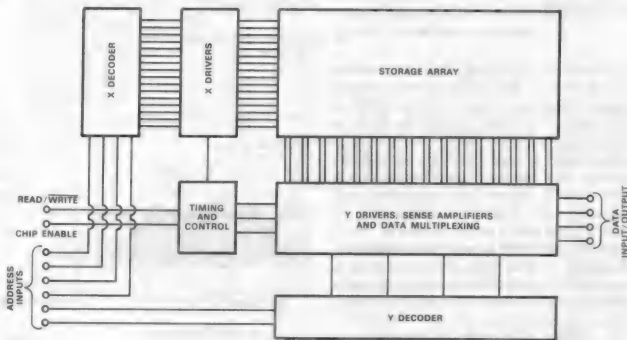 X DECODER
X DRIVERS
STORAGE ARRAY
READ/WRITE
CHIP ENABLE
TIMING
AND
CONTROL
Y DRIVERS, SENSE AMPLIFIERS
AND DATA MULTIPLEXING
DATA
INPUT/OUTPUT
ADDRESS
INPUTS
Y DECODER